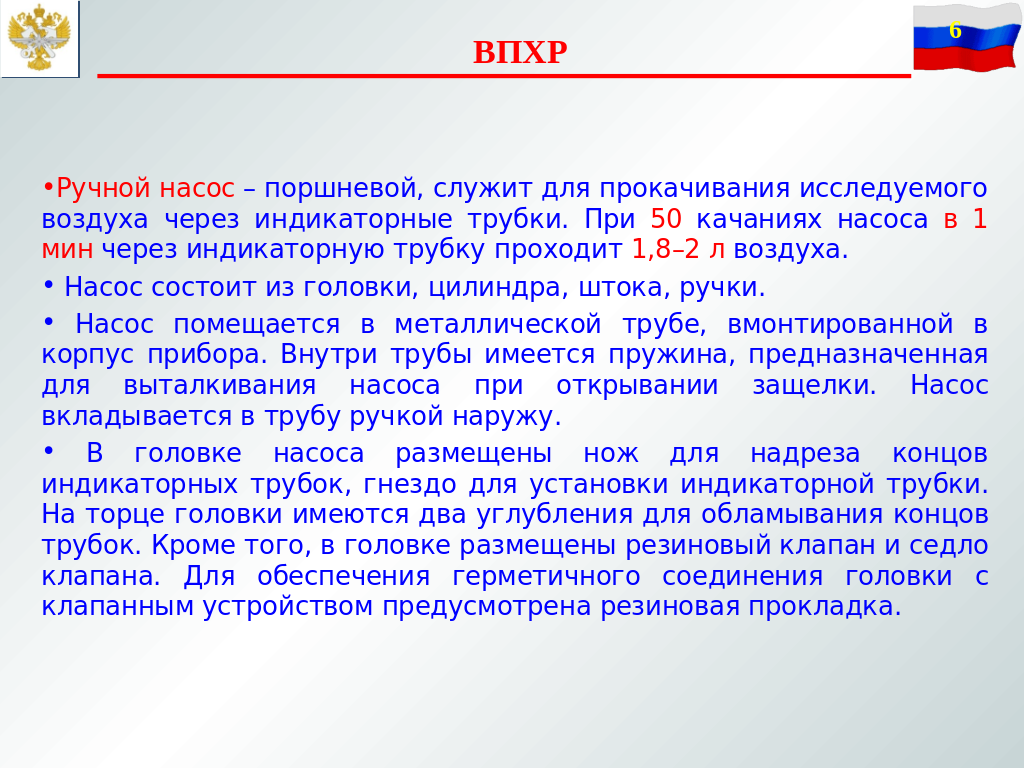 ВПХР
6
•Ручной насос – поршневой, служит для прокачивания исследуемого
воздуха через индикаторные трубки. При 50 качаниях насоса в 1
мин через индикаторную трубку проходит 1,8–2 л воздуха.
• Насос состоит из головки, цилиндра, штока, ручки.
• Насос помещается в металлической трубе, вмонтированной в
корпус прибора. Внутри трубы имеется пружина, предназначенная
для выталкивания насоса при открывании защелки. Насос
вкладывается в трубу ручкой наружу.
• В головке насоса размещены нож для надреза концов
индикаторных трубок, гнездо для установки индикаторной трубки.
На торце головки имеются два углубления для обламывания концов
трубок. Кроме того, в головке размещены резиновый клапан и седло
клапана. Для обеспечения герметичного соединения головки с
клапанным устройством предусмотрена резиновая прокладка.